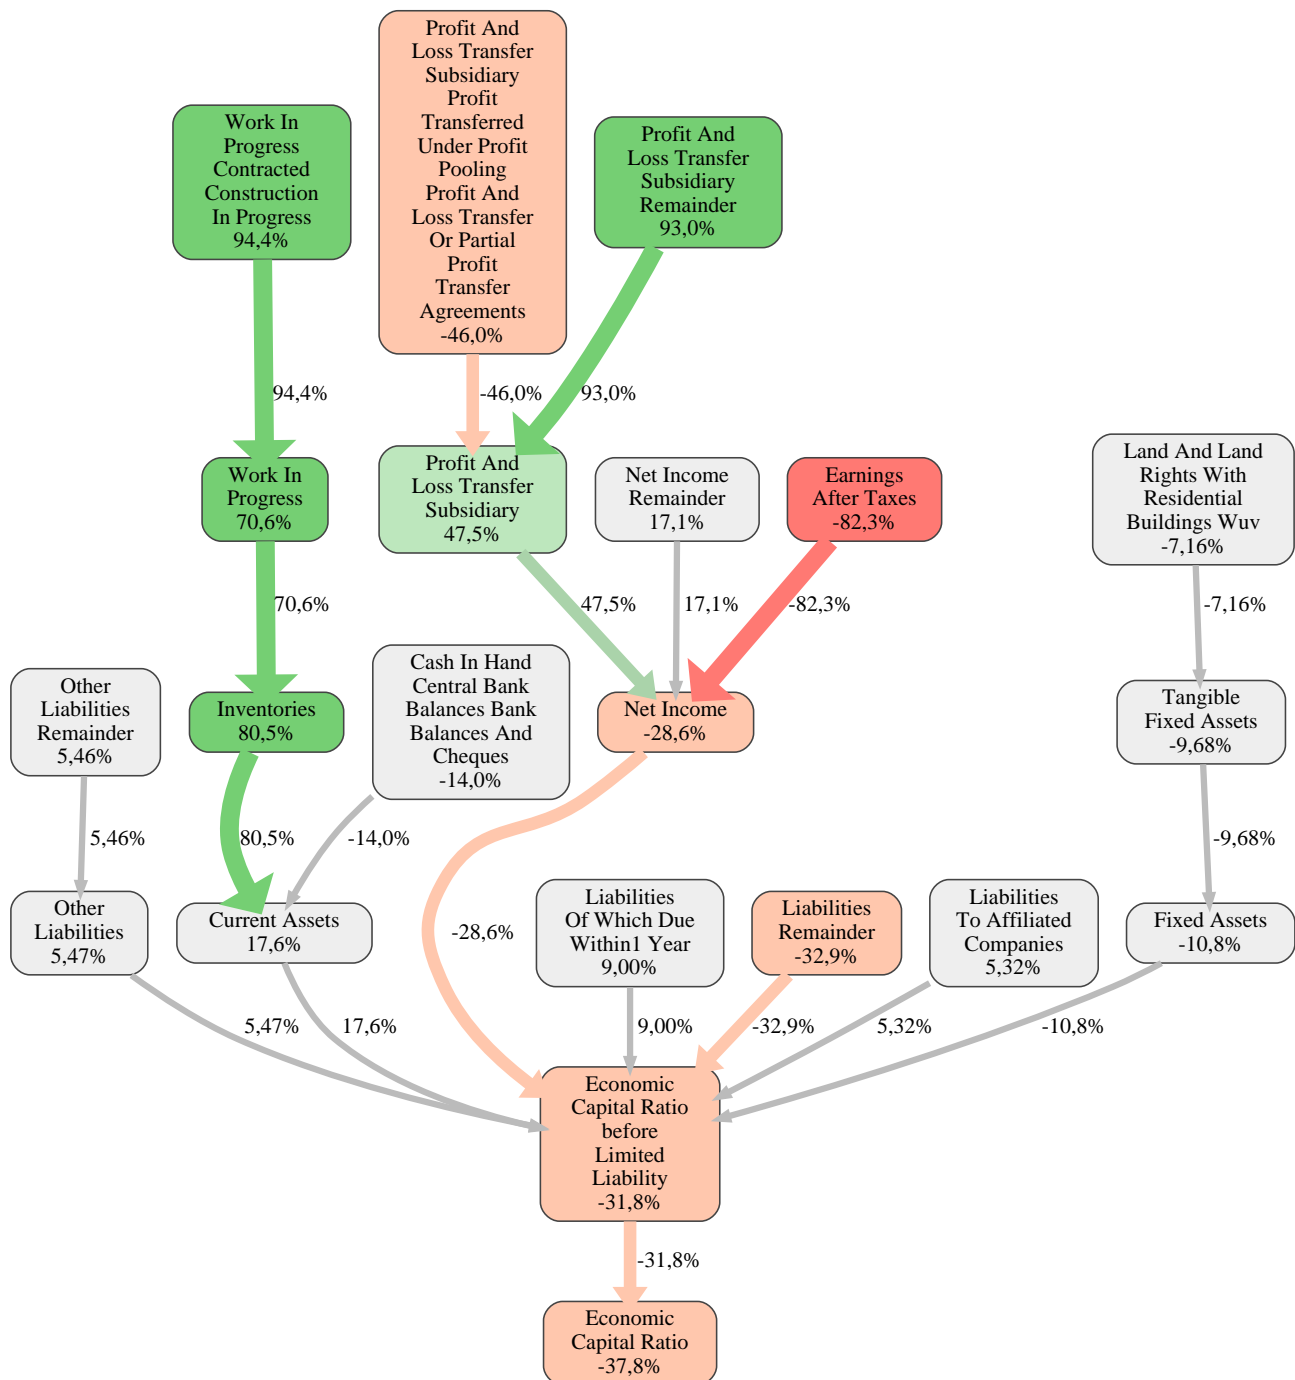 Profit And
Loss Transfer
Subsidiary
Profit
Transferred
Under Profit
Pooling
Profit And
Loss Transfer
Or Partial
Profit
Transfer
Agreements
-46,0%
Work In
Progress
Contracted
Construction
In Progress
94,4%
Profit And
Loss Transfer
Subsidiary
Remainder
93,0%
94,4%
-46,0%
93,0%
Work In
Progress
70,6%
Profit And
Loss Transfer
Subsidiary
47,5%
Net Income
Remainder
17,1%
Earnings
After Taxes
-82,3%
Land And Land
Rights With
Residential
Buildings Wuv
-7,16%
70,6%
47,5%
17,1%
-82,3%
-7,16%
Other
Liabilities
Remainder
5,46%
Inventories
80,5%
Cash In Hand
Central Bank
Balances Bank
Balances And
Cheques
-14,0%
Net Income
-28,6%
Tangible
Fixed Assets
-9,68%
5,46%
80,5%
-14,0%
-9,68%
Other
Liabilities
5,47%
Current Assets
17,6%
-28,6%
Liabilities
Of Which Due
Within1 Year
9,00%
Liabilities
Remainder
-32,9%
Liabilities
To Affiliated
Companies
5,32%
Fixed Assets
-10,8%
5,47%
17,6%
9,00%
-32,9%
5,32%
-10,8%
Economic
Capital Ratio
before
Limited
Liability
-31,8%
-31,8%
Economic
Capital Ratio
-37,8%